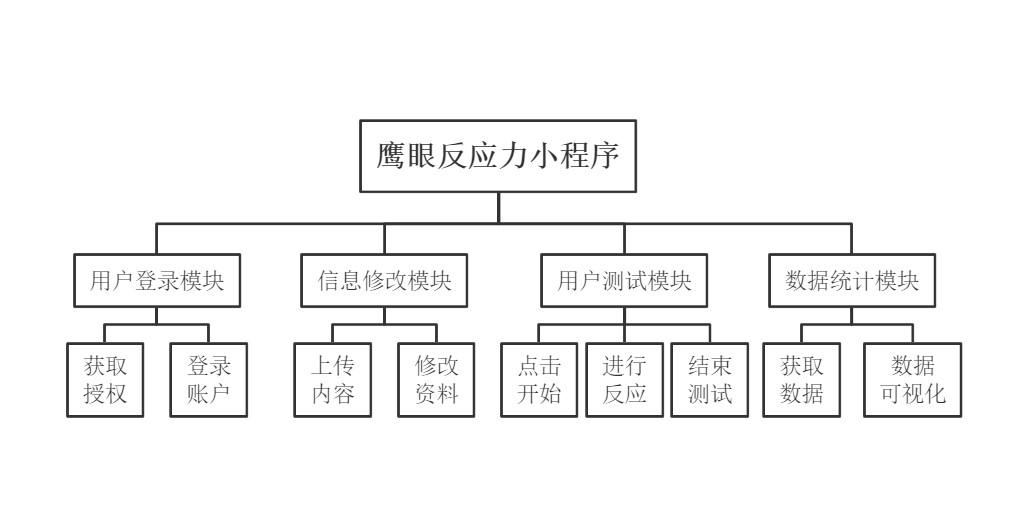 鹰眼反应力小程序
用户登录模块
信息修改模块
用户测试模块
数据统计模块
获取
授权
登录
账户
上传
内容
修改
资料
点击
开始
进行
反应
结束
测试
获取
数据
数据
可视化